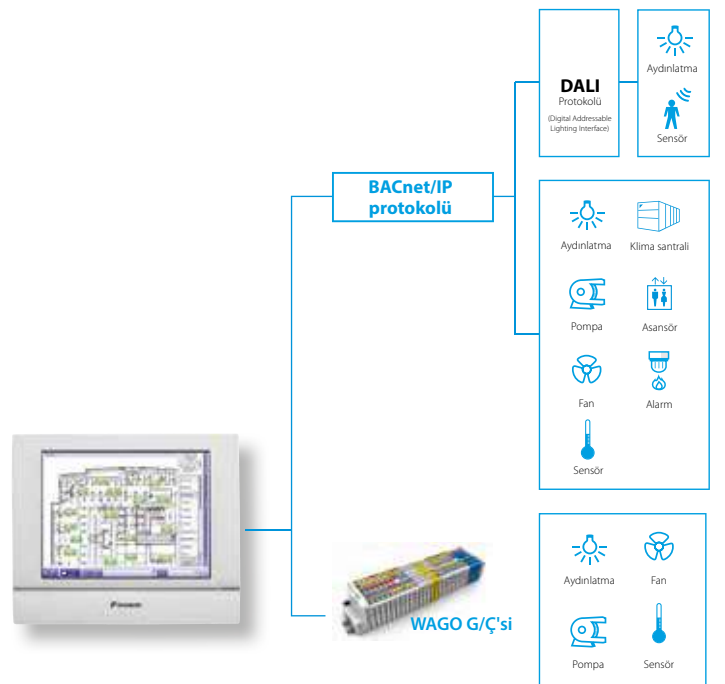 DALI
Protokolü
(Digital Addressable
Lighting Interface)
Aydınlatma
Sensör
BACnet/IP
protokolü
Aydınlatma
Klima santrali
Pompa
Asansör
Fan
Alarm
Sensör
DAIKIN
WAGO G/Ç'si
Aydınlatma
Fan
Pompa
Sensör